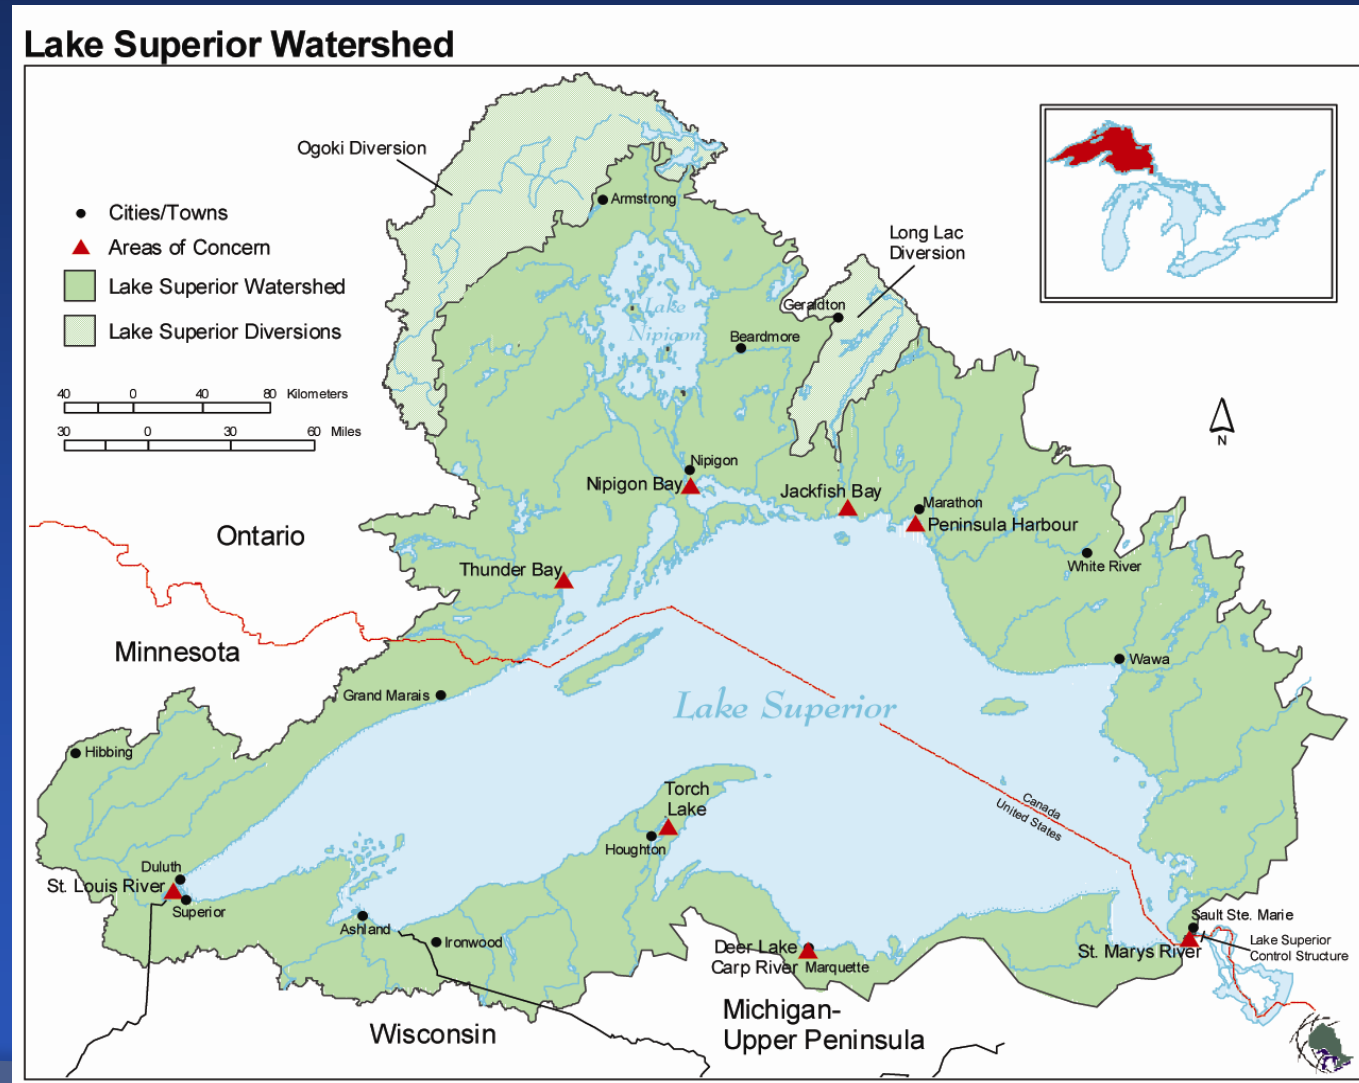 Lake Superior Watershed
Ogoki Diversion
Cities/Towns
Areas of Concern
Lake Superior Watershed
Lake Superior Diversions
40 0 40 80 Kilometers
30 0 30 60 Miles
Armstrong
Long Lac
Diversion
Geraldton
Lake
Nipigon
Beardmore
N
Nipigon
Nipigon Bay
Jackfish Bay
Marathon
Peninsula Harbour
Ontario
White River
Thunder Bay
Minnesota
Wawa
Grand Marais
Lake Superior
Hibbing
Torch
Lake
Canada
United States
Houghton
Duluth
St. Louis River
Superior
Ashland
Ironwood
Sault Ste. Marie
Deer Lake
Carp River
Marquette
St. Marys River
Lake Superior
Control Structure
Michigan-
Upper Peninsula
Wisconsin